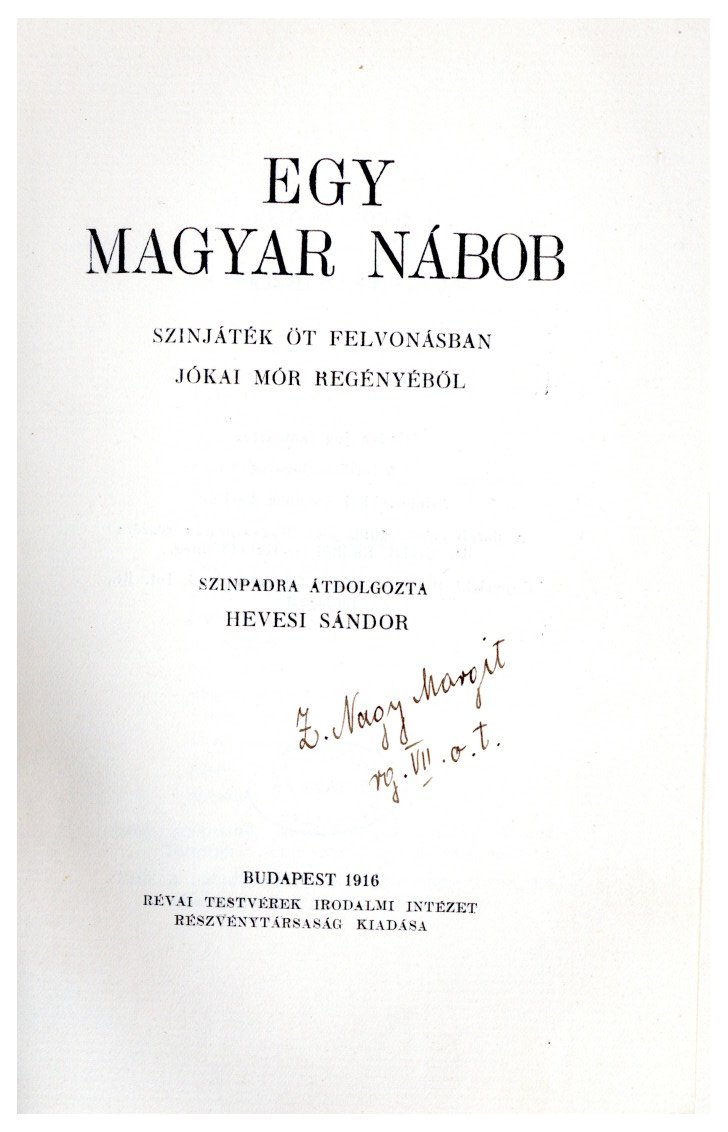 EGY
MAGYAR NÁBOB
SZINJÁTÉK ÖT FELVONÁSBAN
JÓKAI MÓR REGÉNYÉBŐL
SZINPADRA ÁTDOLGOZTA
HEVESI SÁNDOR
Z. Nagy Margit
rg. VII. o. t.
BUDAPEST 1916
RÉVAI TESTVÉREK IRODALMI INTÉZET
RÉSZVÉNYTÁRSASÁG KIADÁSA